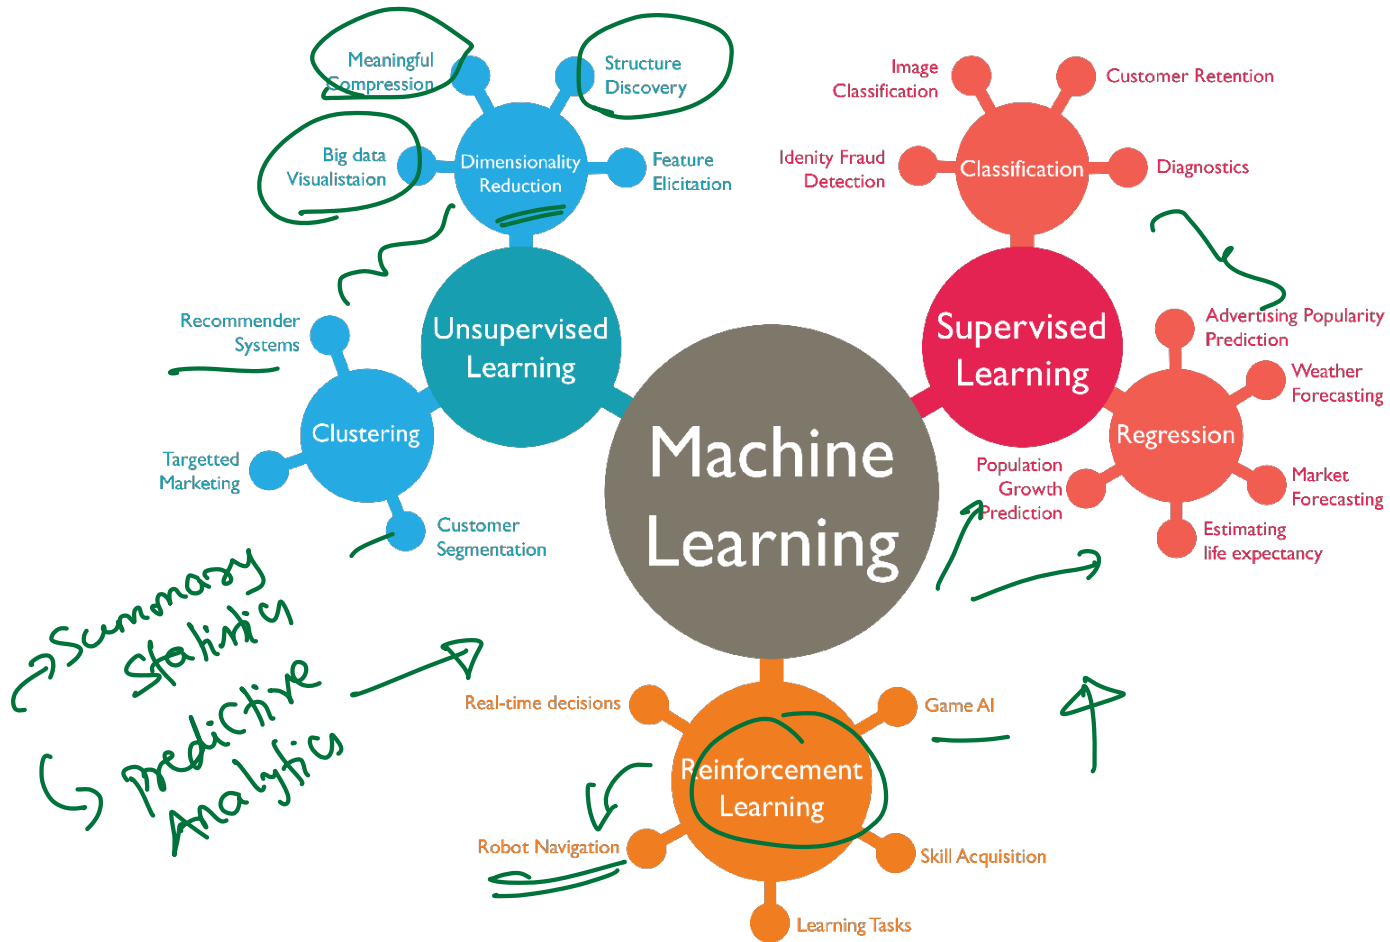 Meaningful
Compression
Structure
Discovery
Big data
Visualistaion
Dimensionality
Reduction
Feature
Elicitation
Image
Classification
Customer Retention
Idenity Fraud
Detection
Classification
Diagnostics
Recommender
Systems
Unsupervised
Learning
Supervised
Learning
Advertising Popularity
Prediction
Weather
Forecasting
Clustering
Targetted
Marketing
Customer
Segmentation
Machine
Learning
Regression
Population
Growth
Prediction
Market
Forecasting
Estimating
life expectancy
Summary
Statistics
predictive
Analytics
Real-time decisions
Game AI
Reinforcement
Learning
Robot Navigation
Skill Acquisition
Learning Tasks